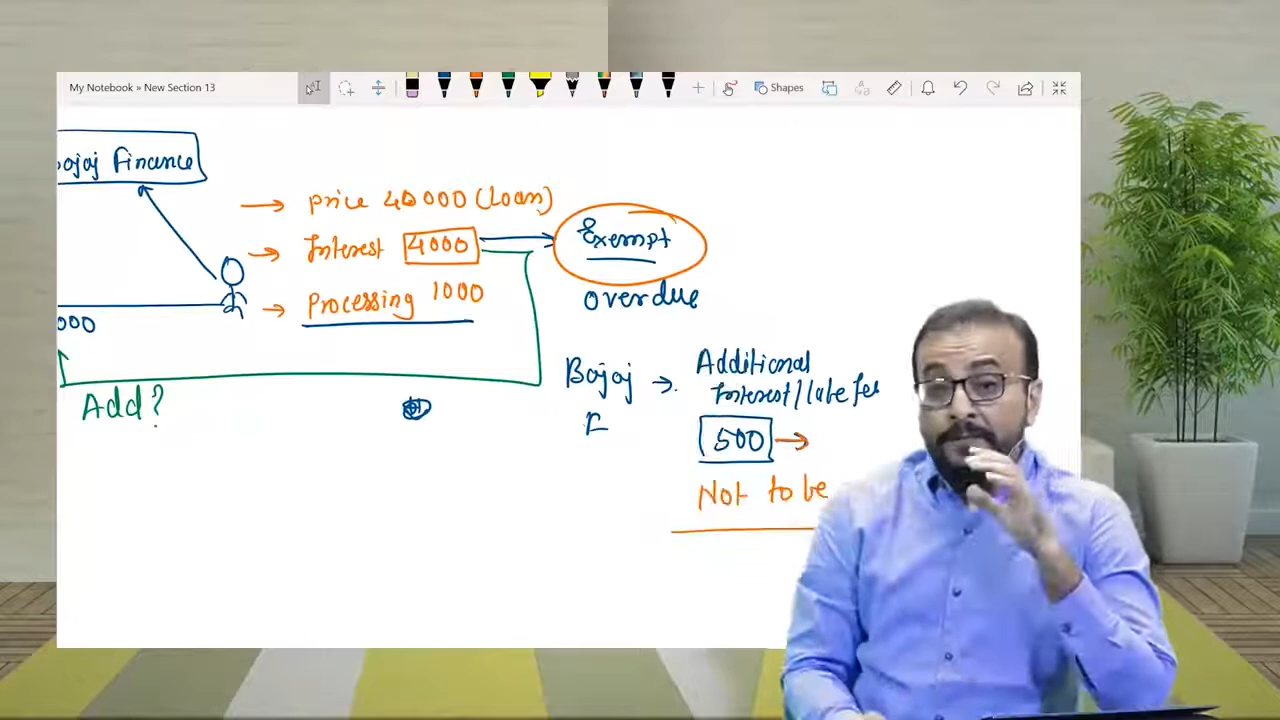 My Notebook » New Section 13
Shapes
ojaj Finance
→ price 40000 (Loan)
→ Interest 4000
Exempt
→ Processing 1000
overdue
000
Bajaj →
Additional
Interest / late fee
Add?
500 →
Not to be